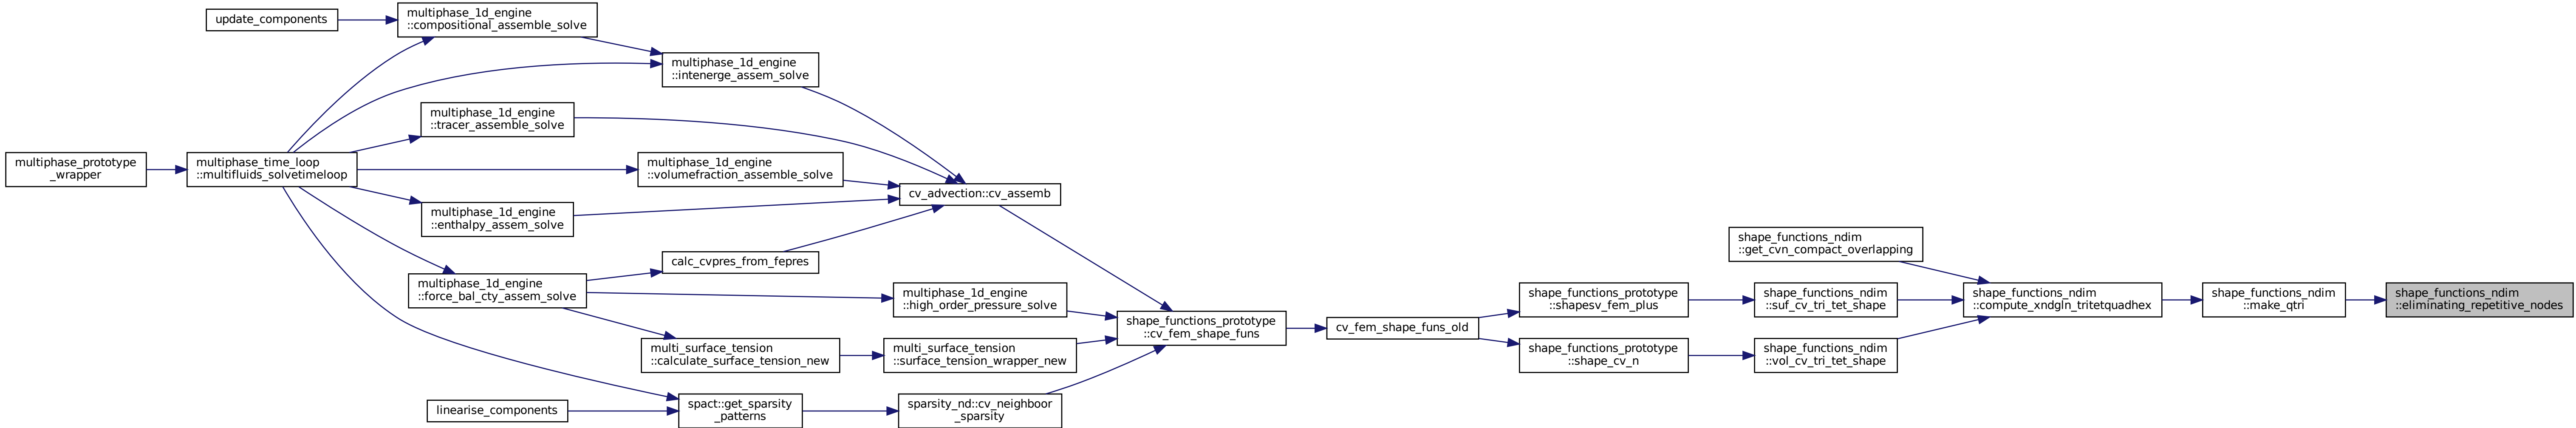 update_components
multiphase_1d_engine
::compositional_assemble_solve
multiphase_1d_engine
::intenerge_assem_solve
multiphase_1d_engine
::tracer_assemble_solve
multiphase_prototype
_wrapper
multiphase_time_loop
::multifluids_solvetimeloop
multiphase_1d_engine
::volumefraction_assemble_solve
cv_advection::cv_assemb
multiphase_1d_engine
::enthalpy_assem_solve
calc_cvpres_from_fepres
multiphase_1d_engine
::force_bal_cty_assem_solve
multiphase_1d_engine
::high_order_pressure_solve
multi_surface_tension
::calculate_surface_tension_new
multi_surface_tension
::surface_tension_wrapper_new
linearise_components
spact::get_sparsity
_patterns
sparsity_nd::cv_neighboor
_sparsity
shape_functions_prototype
::cv_fem_shape_funs
cv_fem_shape_funs_old
shape_functions_prototype
::shapesv_fem_plus
shape_functions_prototype
::shape_cv_n
shape_functions_ndim
::get_cvn_compact_overlapping
shape_functions_ndim
::suf_cv_tri_tet_shape
shape_functions_ndim
::vol_cv_tri_tet_shape
shape_functions_ndim
::compute_xndgln_tritetquadhex
shape_functions_ndim
::make_qtri
shape_functions_ndim
::eliminating_repetitive_nodes